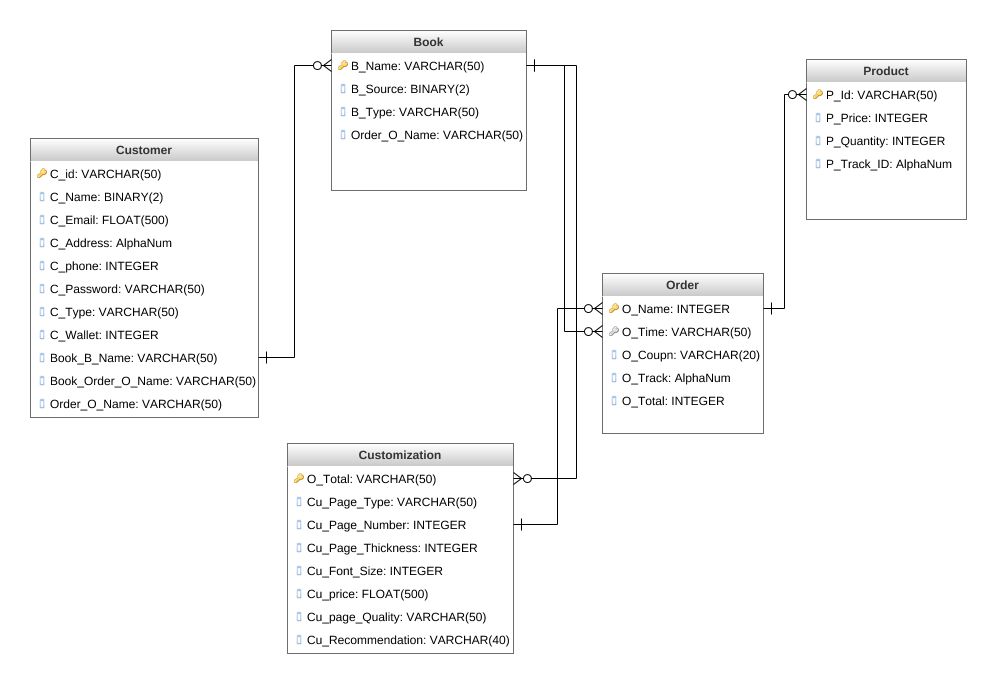 Book
B_Name: VARCHAR(50)
B_Source: BINARY(2)
B_Type: VARCHAR(50)
Order_O_Name: VARCHAR(50)
Product
P_Id: VARCHAR(50)
P_Price: INTEGER
P_Quantity: INTEGER
P_Track_ID: AlphaNum
Customer
C_id: VARCHAR(50)
C_Name: BINARY(2)
C_Email: FLOAT(500)
C_Address: AlphaNum
C_phone: INTEGER
C_Password: VARCHAR(50)
C_Type: VARCHAR(50)
C_Wallet: INTEGER
Book_B_Name: VARCHAR(50)
Book_Order_O_Name: VARCHAR(50)
Order_O_Name: VARCHAR(50)
Order
O_Name: INTEGER
O_Time: VARCHAR(50)
O_Coupn: VARCHAR(20)
O_Track: AlphaNum
O_Total: INTEGER
Customization
O_Total: VARCHAR(50)
Cu_Page_Type: VARCHAR(50)
Cu_Page_Number: INTEGER
Cu_Page_Thickness: INTEGER
Cu_Font_Size: INTEGER
Cu_price: FLOAT(500)
Cu_page_Quality: VARCHAR(50)
Cu_Recommendation: VARCHAR(40)